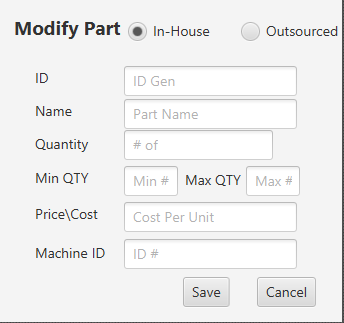 Modify Part In-House Outsourced
ID ID Gen
Name Part Name
Quantity # of
Min QTY Min # Max QTY Max #
Price\Cost Cost Per Unit
Machine ID ID #
Save Cancel